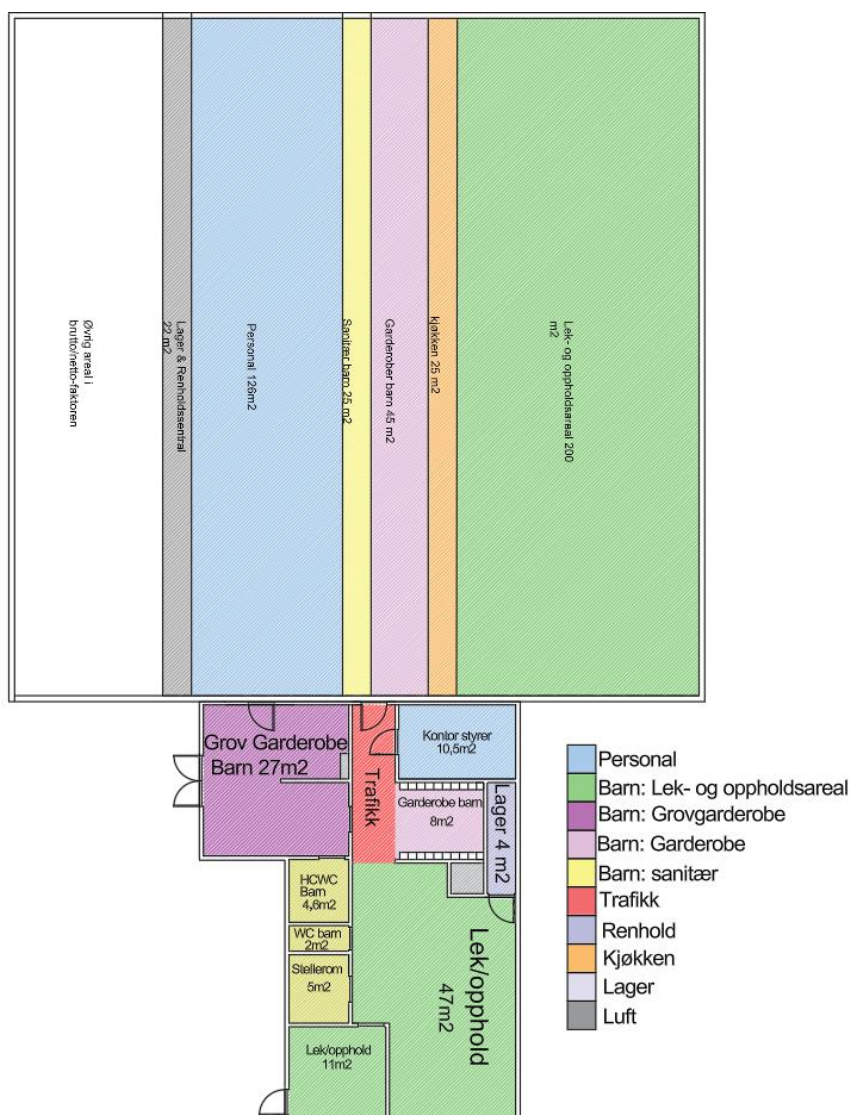 Øvrig areal i
brutto/netto-faktoren
Lager & Renholdssentral
22 m2
Personal 126m2
Sanitær barn 25 m2
Garderober barn 45 m2
kjøkken 25 m2
Lek- og oppholdsareal 200
m2
Grov Garderobe
Barn 27m2
Trafikk
Kontor styrer
10,5m2
Garderobe barn
8m2
Lager 4 m2
HCWC
Barn
4,6m2
WC barn
2m2
Stellerom
5m2
Lek/opphold
47m2
Lek/opphold
11m2
Personal
Barn: Lek- og oppholdsareal
Barn: Grovgarderobe
Barn: Garderobe
Barn: sanitær
Trafikk
Renhold
Kjøkken
Lager
Luft